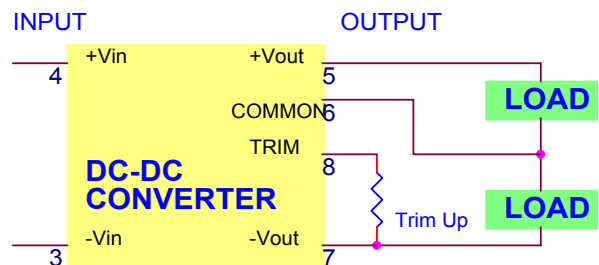 INPUT OUTPUT
+Vin +Vout
4 5
COMMON 6
LOAD
TRIM
8
DC-DC
CONVERTER
LOAD
Trim Up
-Vin -Vout
3 7